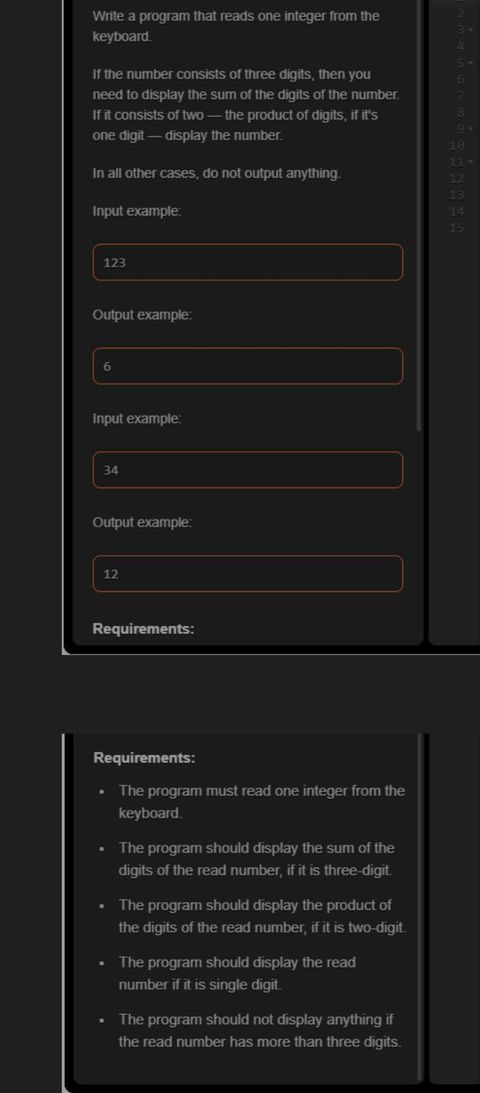 Write a program that reads one integer from the
keyboard.
If the number consists of three digits, then you
need to display the sum of the digits of the number.
If it consists of two — the product of digits, if it's
one digit — display the number.
In all other cases, do not output anything.
Input example:
123
Output example:
6
Input example:
34
Output example:
12
Requirements:
2
3
4
5
6
7
8
9
10
11
12
13
14
15
Requirements:
• The program must read one integer from the
keyboard.
• The program should display the sum of the
digits of the read number, if it is three-digit.
• The program should display the product of
the digits of the read number, if it is two-digit.
• The program should display the read
number if it is single digit.
• The program should not display anything if
the read number has more than three digits.